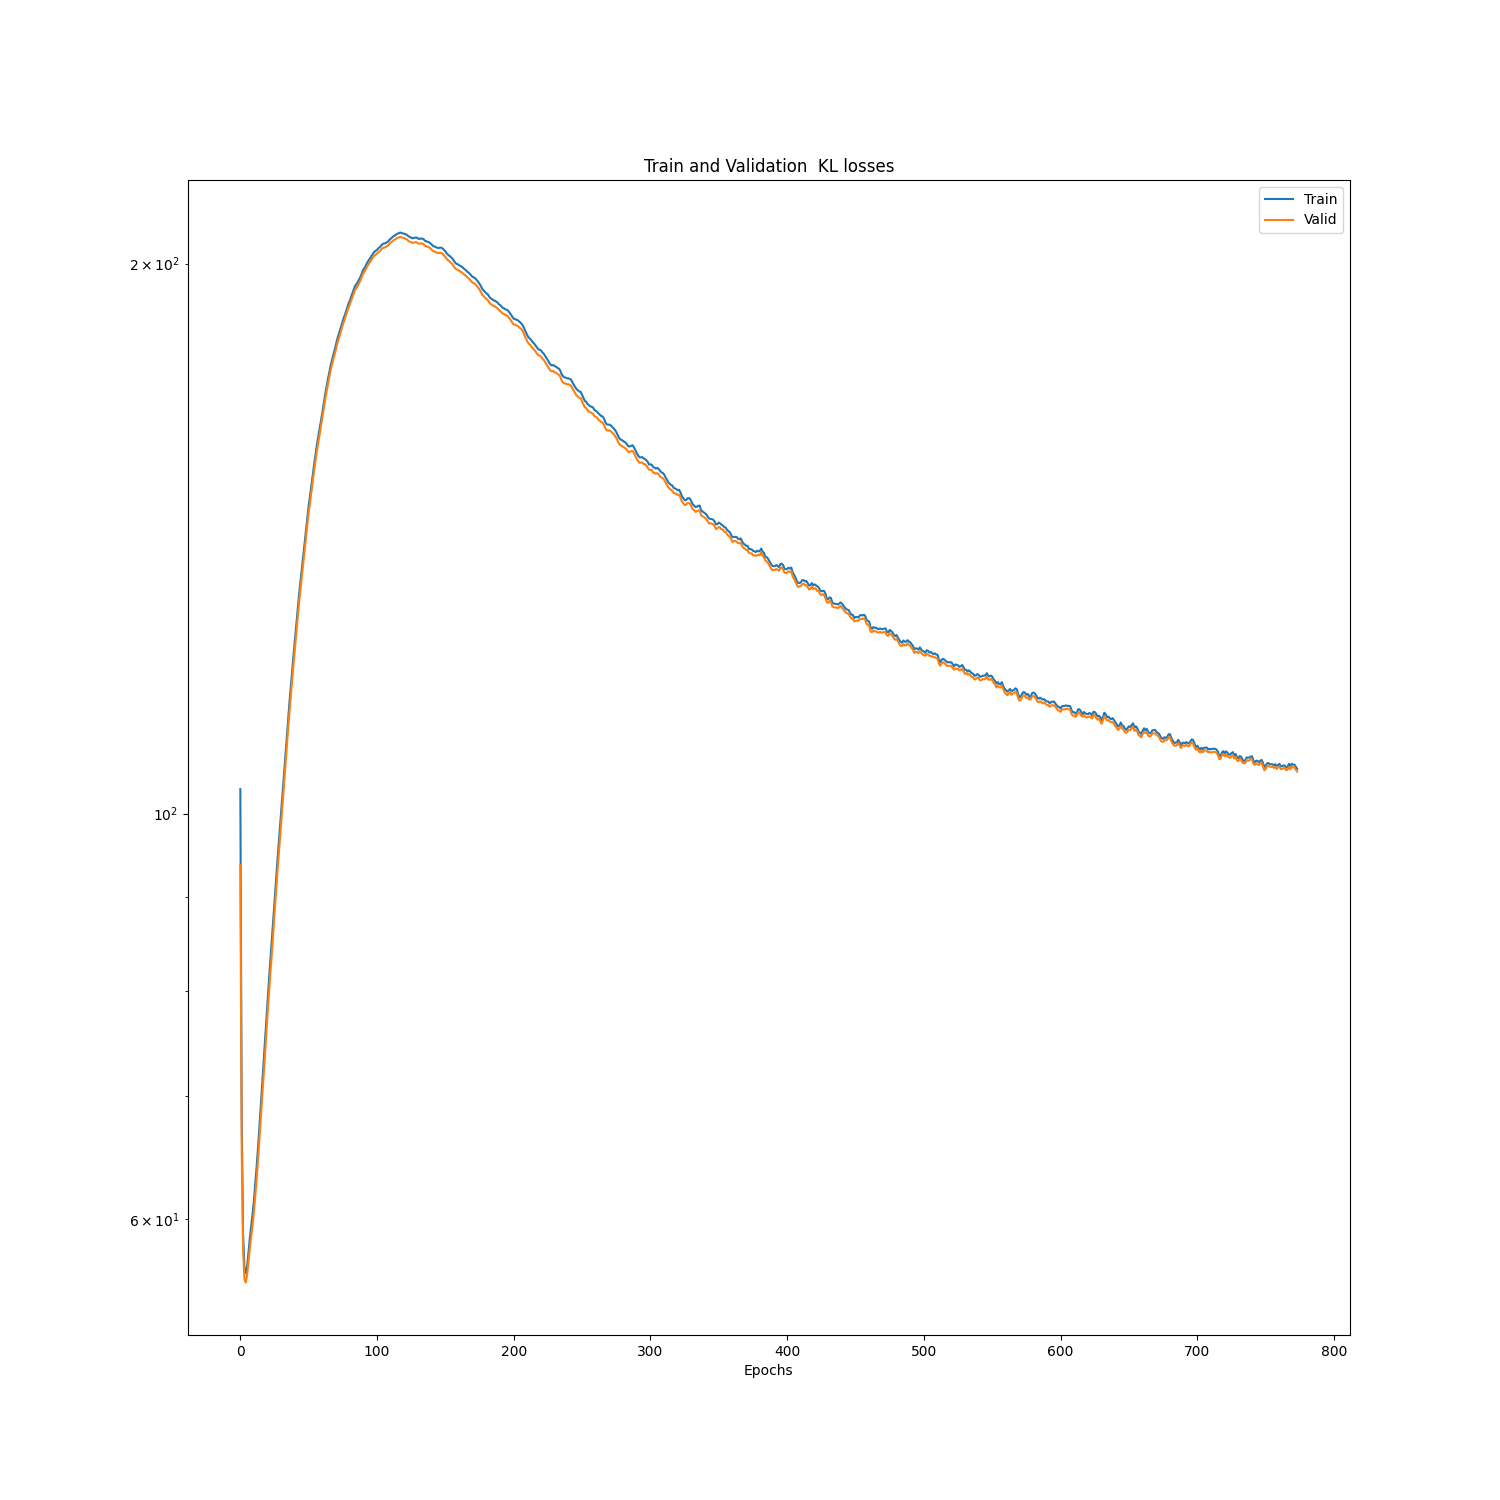 Train and Validation  KL losses
Train
Valid
2 × 10²
10²
6 × 10¹
0 100 200 300 400 500 600 700 800
Epochs